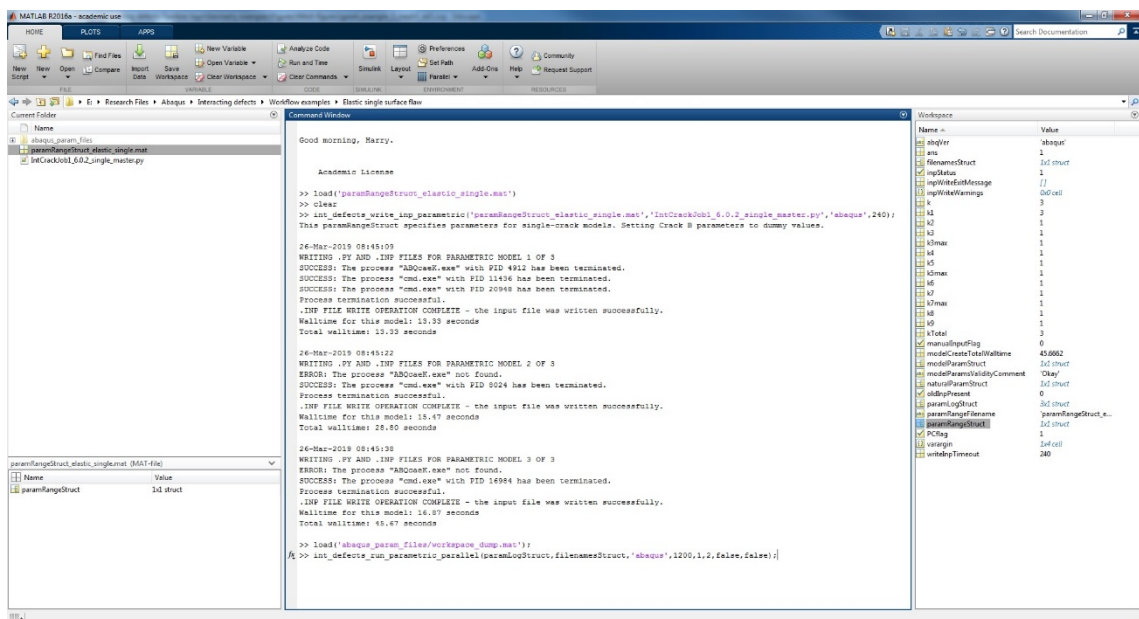 MATLAB R2016a - academic use
HOME PLOTS APPS
Search Documentation
New Script
New
Open
Find Files
Compare
Import Data
Save Workspace
New Variable
Open Variable
Clear Workspace
Analyze Code
Run and Time
Clear Commands
Simulink
Layout
Preferences
Set Path
Parallel
Add-Ons
Help
Community
Request Support
FILE VARIABLE CODE SIMULINK ENVIRONMENT RESOURCES
E: Research Files Abaqus Interacting defects Workflow examples Elastic single surface flaw
Current Folder
Name
abaqus_param_files
paramRangeStruct_elastic_single.mat
IntCrackJob1_6.0.2_single_master.py
paramRangeStruct_elastic_single.mat (MAT-file)
Name Value
paramRangeStruct 1x1 struct
Command Window
Good morning, Harry.
Academic License
>> load('paramRangeStruct_elastic_single.mat')
>> clear
>> int_defects_write_inp_parametric('paramRangeStruct_elastic_single.mat','IntCrackJob1_6.0.2_single_master.py','abaqus',240);
This paramRangeStruct specifies parameters for single-crack models. Setting Crack B parameters to dummy values.
26-Mar-2019 08:45:09
WRITING .PY AND .INP FILES FOR PARAMETRIC MODEL 1 OF 3
SUCCESS: The process "ABQcaeK.exe" with PID 4912 has been terminated.
SUCCESS: The process "cmd.exe" with PID 11436 has been terminated.
SUCCESS: The process "cmd.exe" with PID 20948 has been terminated.
Process termination successful.
.INP FILE WRITE OPERATION COMPLETE - the input file was written successfully.
Walltime for this model: 13.33 seconds
Total walltime: 13.33 seconds
26-Mar-2019 08:45:22
WRITING .PY AND .INP FILES FOR PARAMETRIC MODEL 2 OF 3
ERROR: The process "ABQcaeK.exe" not found.
SUCCESS: The process "cmd.exe" with PID 8024 has been terminated.
Process termination successful.
.INP FILE WRITE OPERATION COMPLETE - the input file was written successfully.
Walltime for this model: 15.47 seconds
Total walltime: 28.80 seconds
26-Mar-2019 08:45:38
WRITING .PY AND .INP FILES FOR PARAMETRIC MODEL 3 OF 3
ERROR: The process "ABQcaeK.exe" not found.
SUCCESS: The process "cmd.exe" with PID 16984 has been terminated.
Process termination successful.
.INP FILE WRITE OPERATION COMPLETE - the input file was written successfully.
Walltime for this model: 16.87 seconds
Total walltime: 45.67 seconds
>> load('abaqus_param_files/workspace_dump.mat');
fx >> int_defects_run_parametric_parallel(paramLogStruct,filenamesStruct,'abaqus',1200,1,2,false,false);
Workspace
Name Value
abqVer 'abaqus'
ans 1
filenamesStruct 1x1 struct
inpStatus 1
inpWriteExitMessage []
inpWriteWarnings 0x0 cell
k 3
k1 3
k2 1
k3 1
k3max 1
k4 1
k5 1
k5max 1
k6 1
k7 1
k7max 1
k8 1
k9 1
kTotal 3
manualInputFlag 0
modelCreateTotalWalltime 45.6662
modelParamStruct 1x1 struct
modelParamsValidityComment 'Okay'
naturalParamStruct 1x1 struct
oldInpPresent 0
paramLogStruct 3x1 struct
paramRangeFilename 'paramRangeStruct_e...
paramRangeStruct 1x1 struct
PCflag 1
varargin 1x4 cell
writeInpTimeout 240